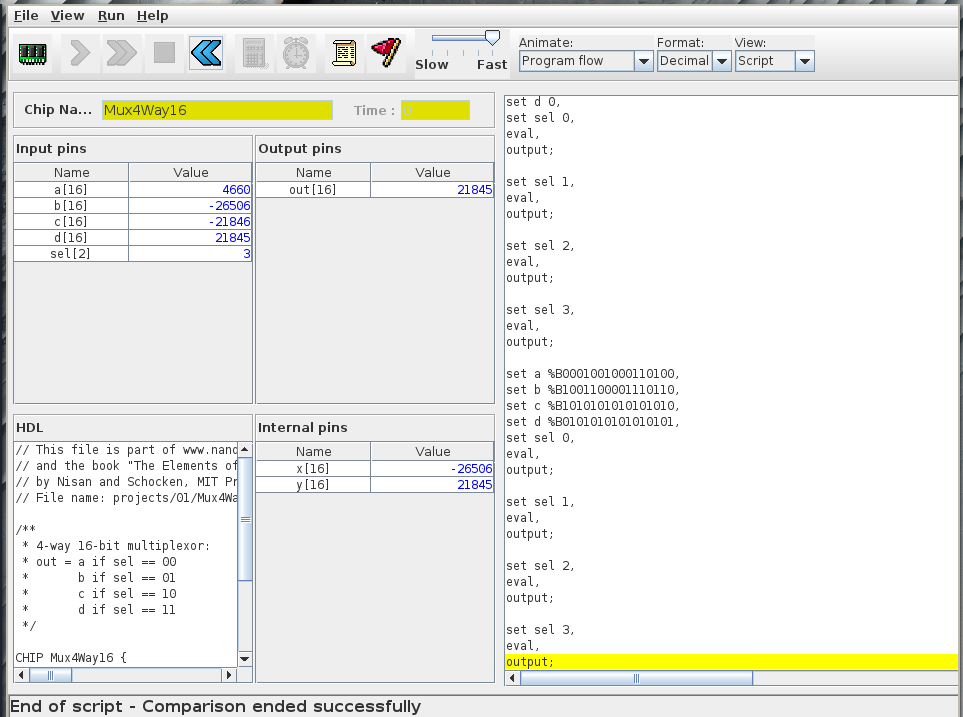 File View Run Help
Slow Fast
Animate:
Program flow
Format:
Decimal
View:
Script
Chip Na... Mux4Way16 Time : 0
Input pins
Name Value
a[16] 4660
b[16] -26506
c[16] -21846
d[16] 21845
sel[2] 3
Output pins
Name Value
out[16] 21845
HDL
// This file is part of www.nand
// and the book "The Elements of
// by Nisan and Schocken, MIT Pr
// File name: projects/01/Mux4Wa
/**
* 4-way 16-bit multiplexor:
* out = a if sel == 00
* b if sel == 01
* c if sel == 10
* d if sel == 11
*/
CHIP Mux4Way16 {
Internal pins
Name Value
x[16] -26506
y[16] 21845
set d 0,
set sel 0,
eval,
output;
set sel 1,
eval,
output;
set sel 2,
eval,
output;
set sel 3,
eval,
output;
set a %B0001001000110100,
set b %B1001100001110110,
set c %B1010101010101010,
set d %B0101010101010101,
set sel 0,
eval,
output;
set sel 1,
eval,
output;
set sel 2,
eval,
output;
set sel 3,
eval,
output;
End of script - Comparison ended successfully